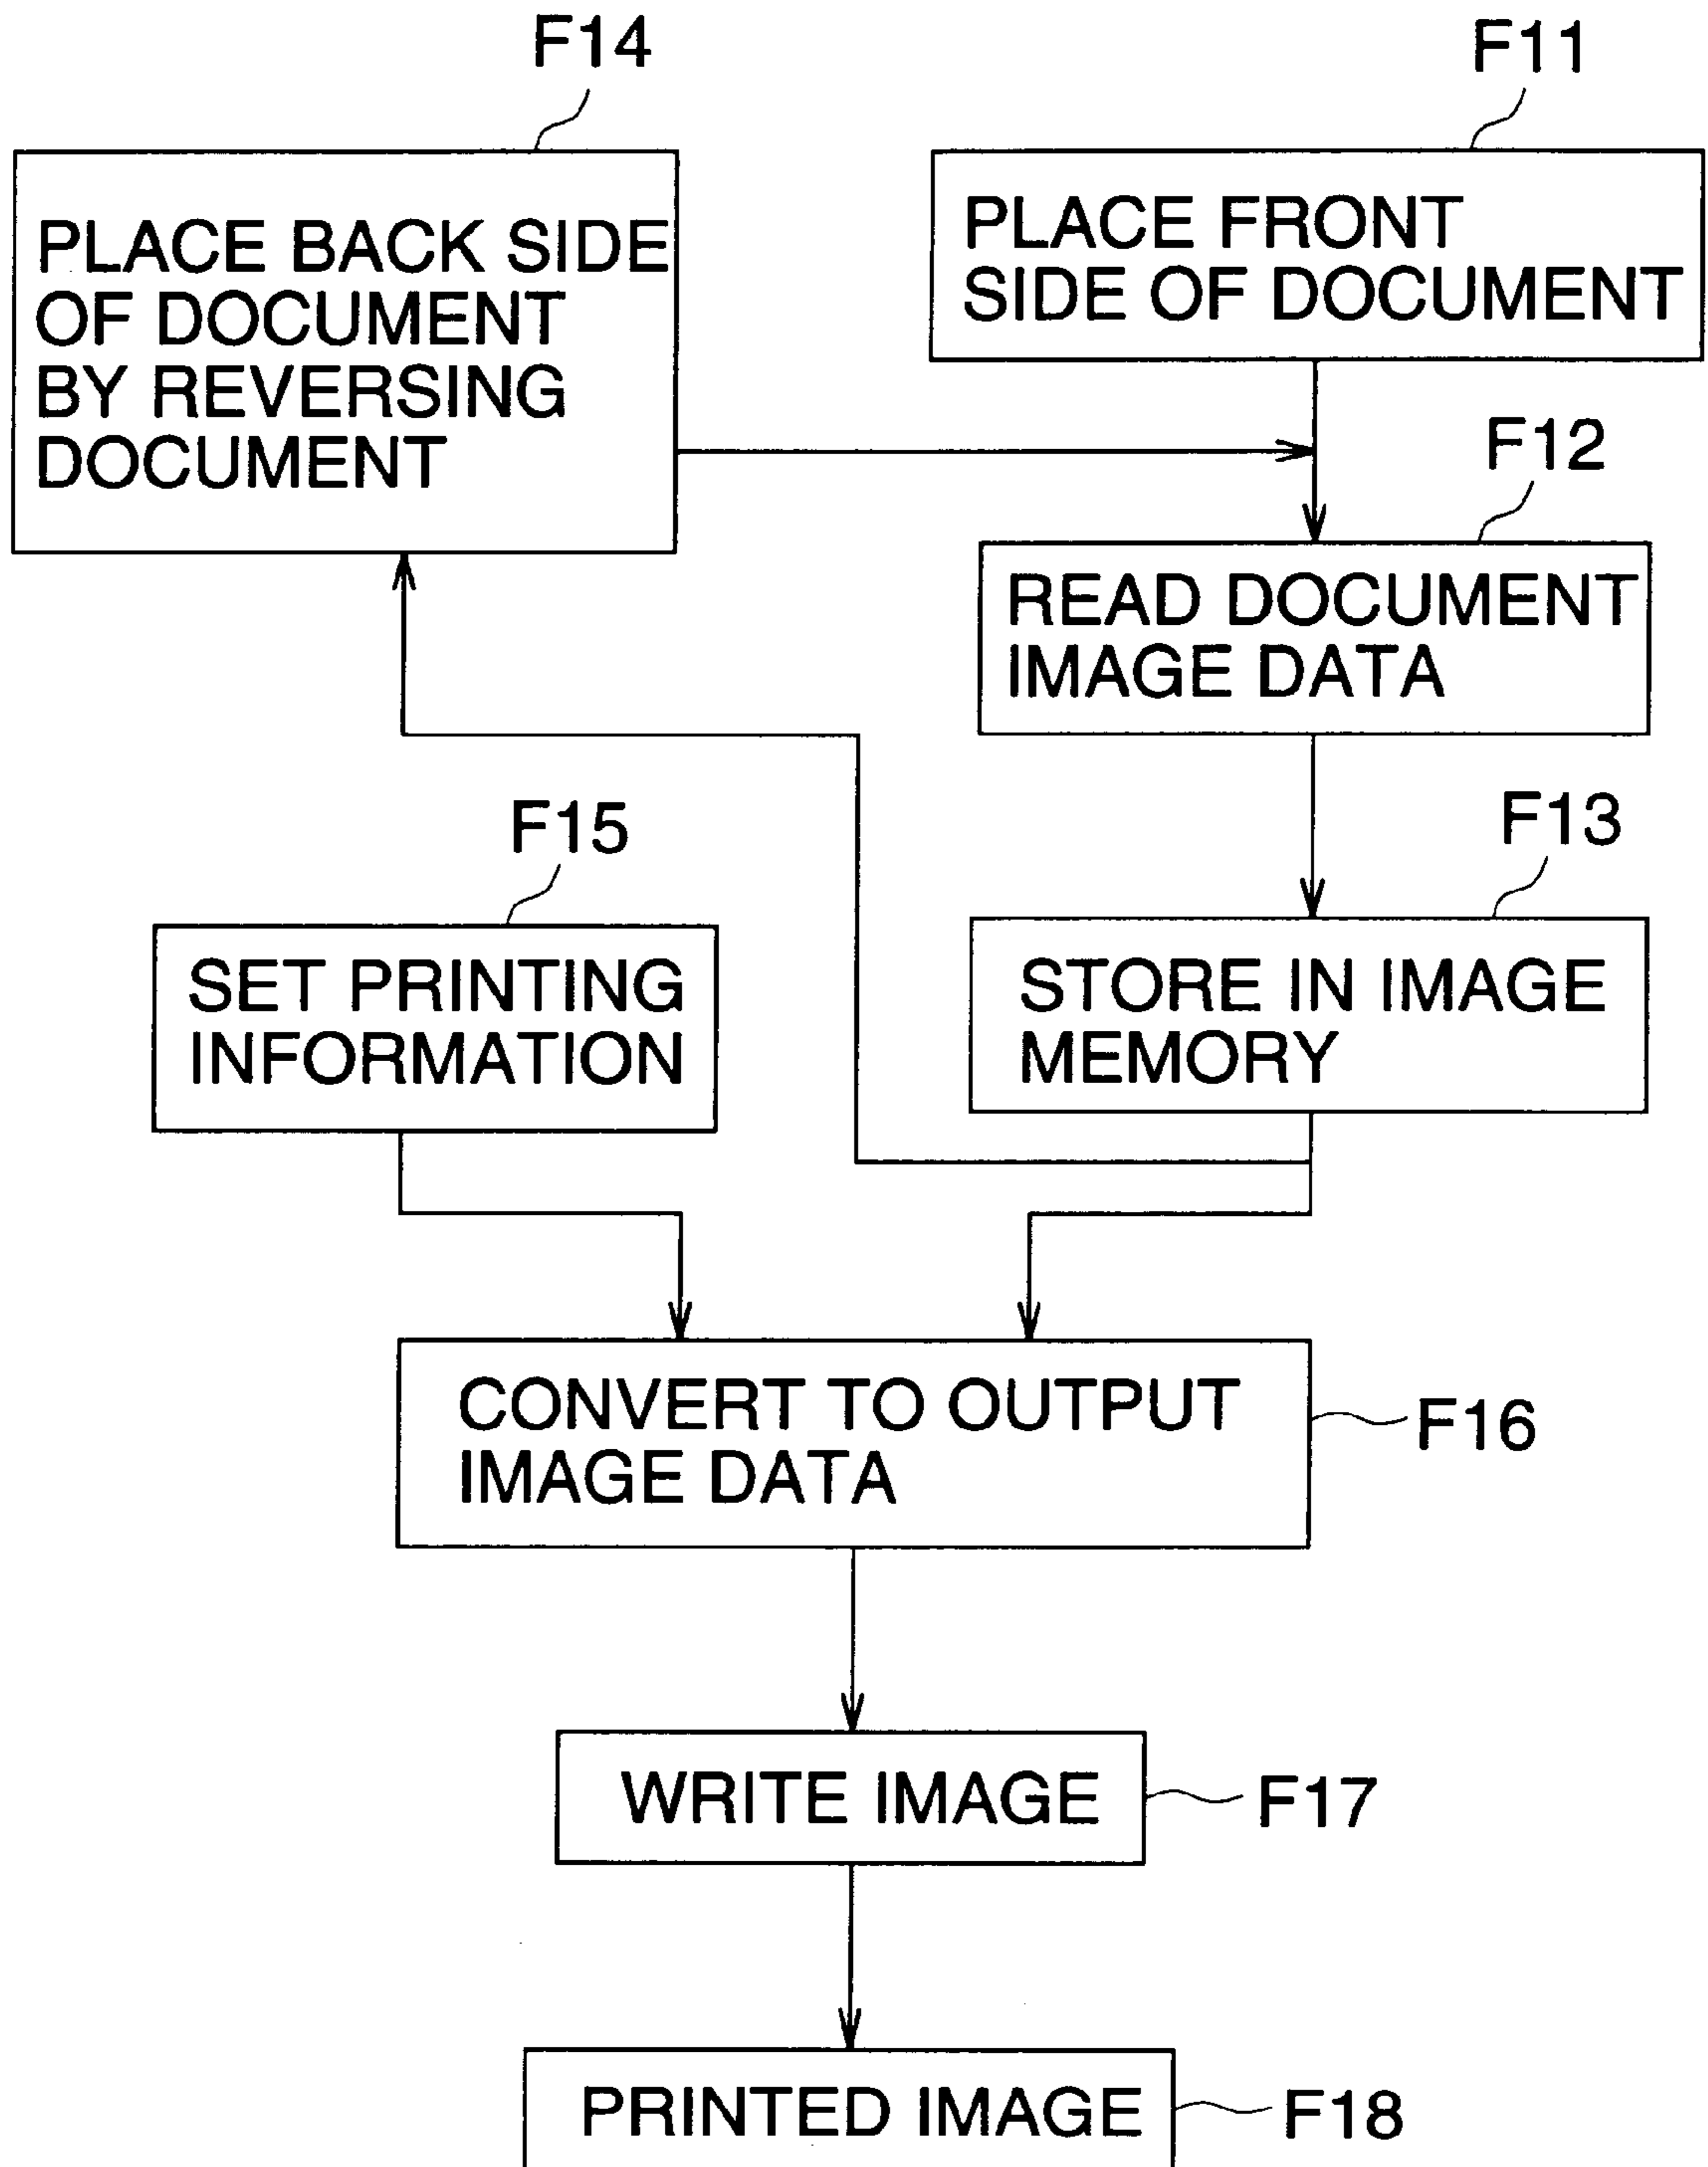 F14
PLACE BACK SIDE
OF DOCUMENT
BY REVERSING
DOCUMENT
F11
PLACE FRONT
SIDE OF DOCUMENT
F12
READ DOCUMENT
IMAGE DATA
F15
SET PRINTING
INFORMATION
F13
STORE IN IMAGE
MEMORY
CONVERT TO OUTPUT
IMAGE DATA
F16
WRITE IMAGE
F17
PRINTED IMAGE
F18